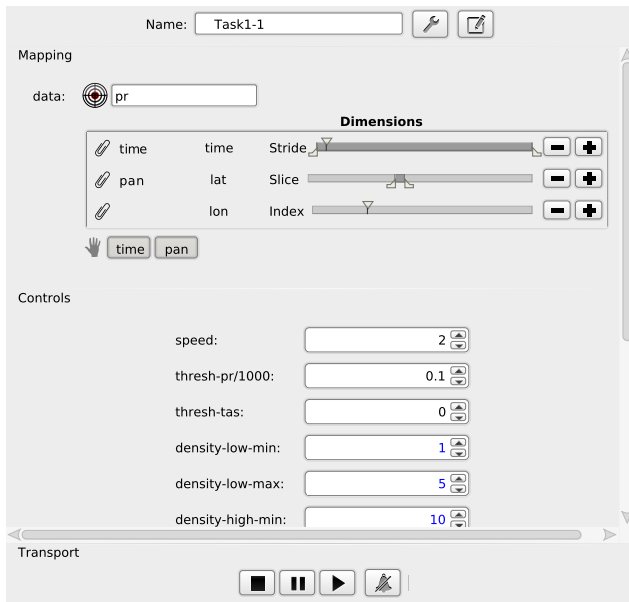 Name: Task1-1
Mapping
data: pr
Dimensions
time time Stride
pan lat Slice
lon Index
time pan
Controls
speed: 2
thresh-pr/1000: 0.1
thresh-tas: 0
density-low-min: 1
density-low-max: 5
density-high-min: 10
Transport